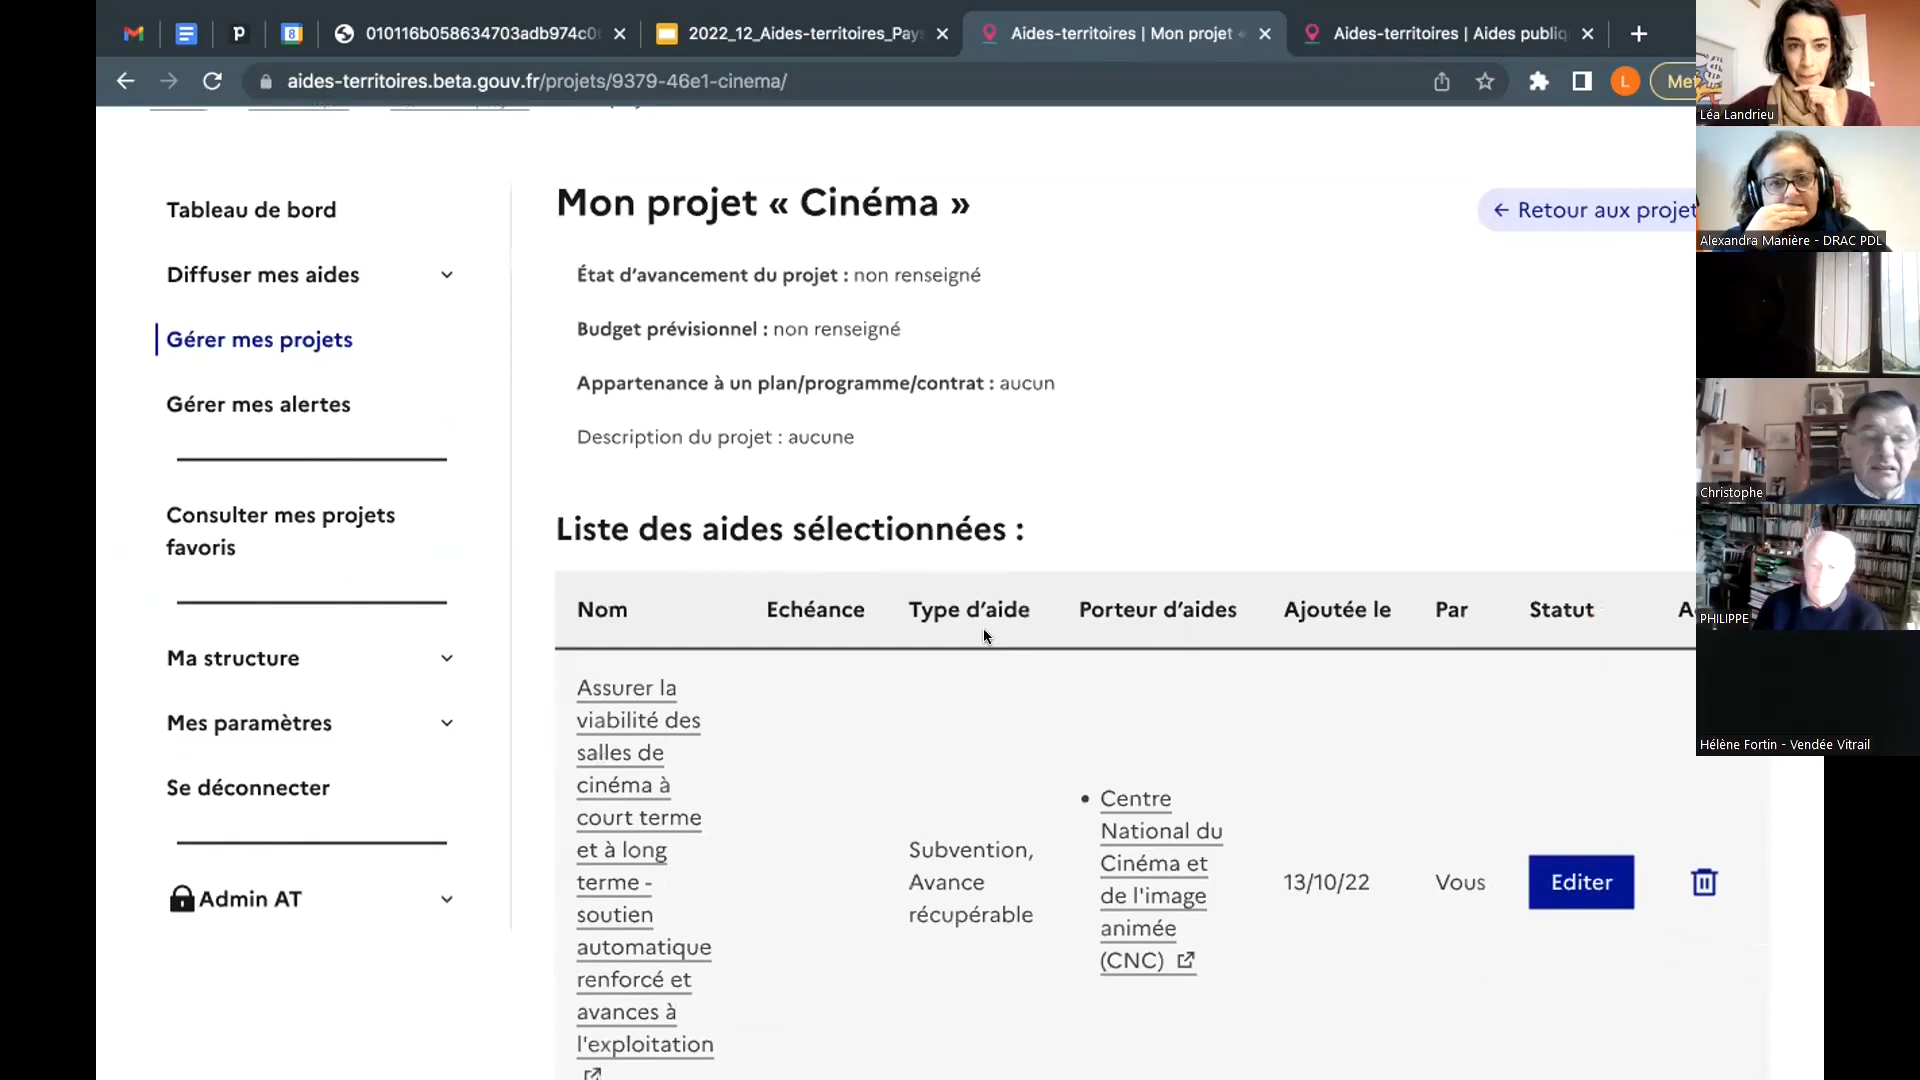 010116b058634703adb974c0
2022_12_Aides-territoires_Pay
Aides-territoires | Mon projet «
Aides-territoires | Aides publiq
aides-territoires.beta.gouv.fr/projets/9379-46e1-cinema/
L
Met
Léa Landrieu
Alexandra Manière - DRAC PDL
Christophe
PHILIPPE
Hélène Fortin - Vendée Vitrail
Tableau de bord
Diffuser mes aides
Gérer mes projets
Gérer mes alertes
Consulter mes projets
favoris
Ma structure
Mes paramètres
Se déconnecter
Admin AT
Mon projet « Cinéma »
← Retour aux projet
État d’avancement du projet : non renseigné
Budget prévisionnel : non renseigné
Appartenance à un plan/programme/contrat : aucun
Description du projet : aucune
Liste des aides sélectionnées :
Nom Echéance Type d’aide Porteur d’aides Ajoutée le Par Statut A
Assurer la
viabilité des
salles de
cinéma à
court terme
et à long
terme -
soutien
automatique
renforcé et
avances à
l'exploitation
Subvention,
Avance
récupérable
• Centre
National du
Cinéma et
de l'image
animée
(CNC)
13/10/22
Vous
Editer